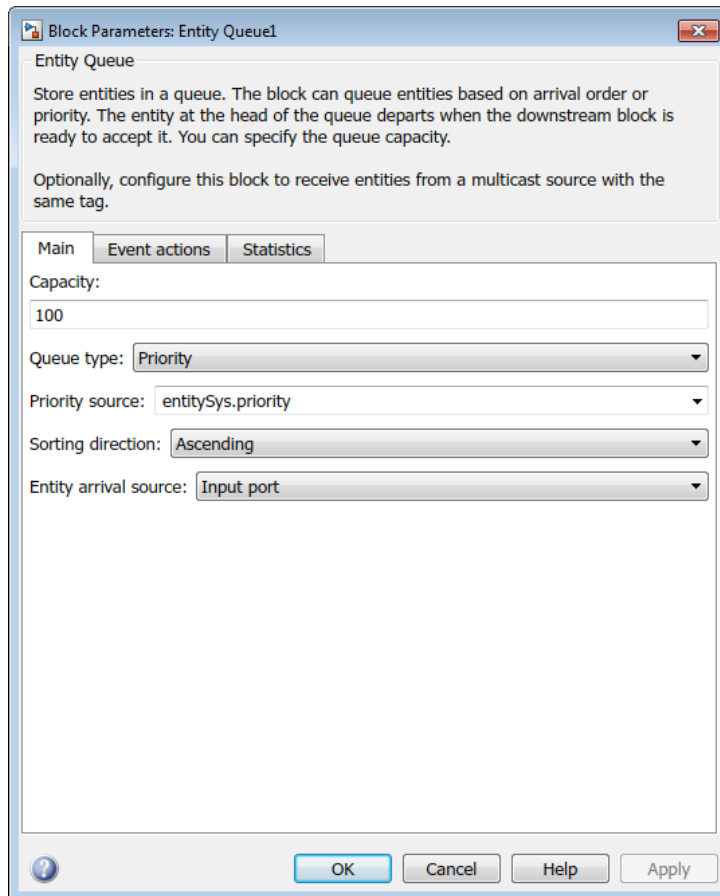 Block Parameters: Entity Queue1
Entity Queue
Store entities in a queue. The block can queue entities based on arrival order or
priority. The entity at the head of the queue departs when the downstream block is
ready to accept it. You can specify the queue capacity.
Optionally, configure this block to receive entities from a multicast source with the
same tag.
Main Event actions Statistics
Capacity:
100
Queue type: Priority
Priority source: entitySys.priority
Sorting direction: Ascending
Entity arrival source: Input port
? OK Cancel Help Apply